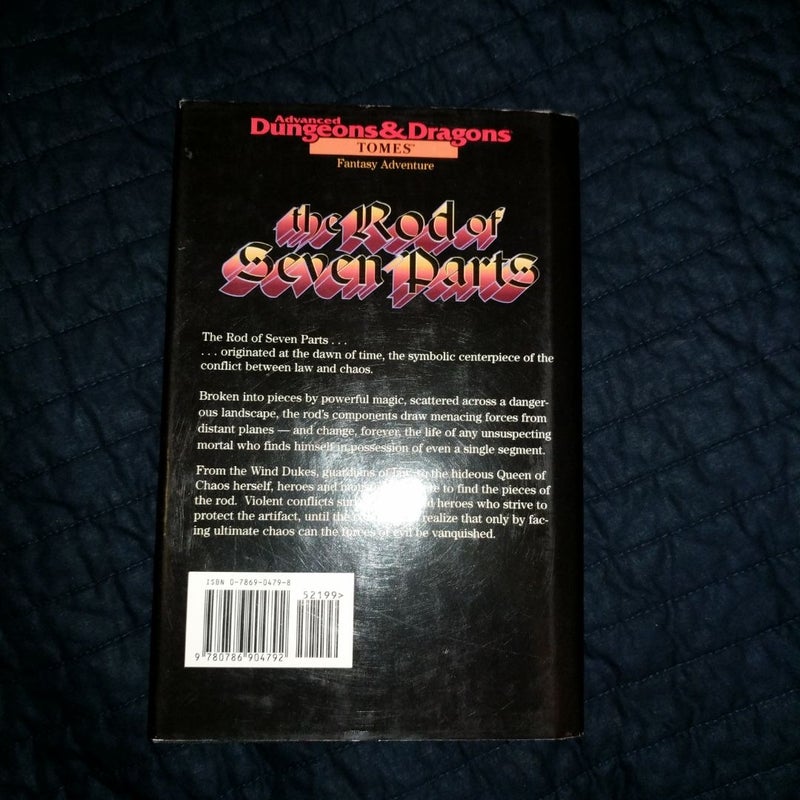 Advanced
Dungeons & Dragons
TOMES™
Fantasy Adventure
the Rod of
Seven Parts
The Rod of Seven Parts . . .
. . . originated at the dawn of time, the symbolic centerpiece of the
conflict between law and chaos.
Broken into pieces by powerful magic, scattered across a danger-
ous landscape, the rod's components draw menacing forces from
distant planes — and change, forever, the life of any unsuspecting
mortal who finds himself in possession of even a single segment.
From the Wind Dukes, guardians of law, to the hideous Queen of
Chaos herself, heroes and to find the pieces of
the rod. Violent conflicts heroes who strive to
protect the artifact, until the realize that only by fac-
ing ultimate chaos can the forces of evil be vanquished.
ISBN 0-7869-0479-8
52199>
9 780786 904792